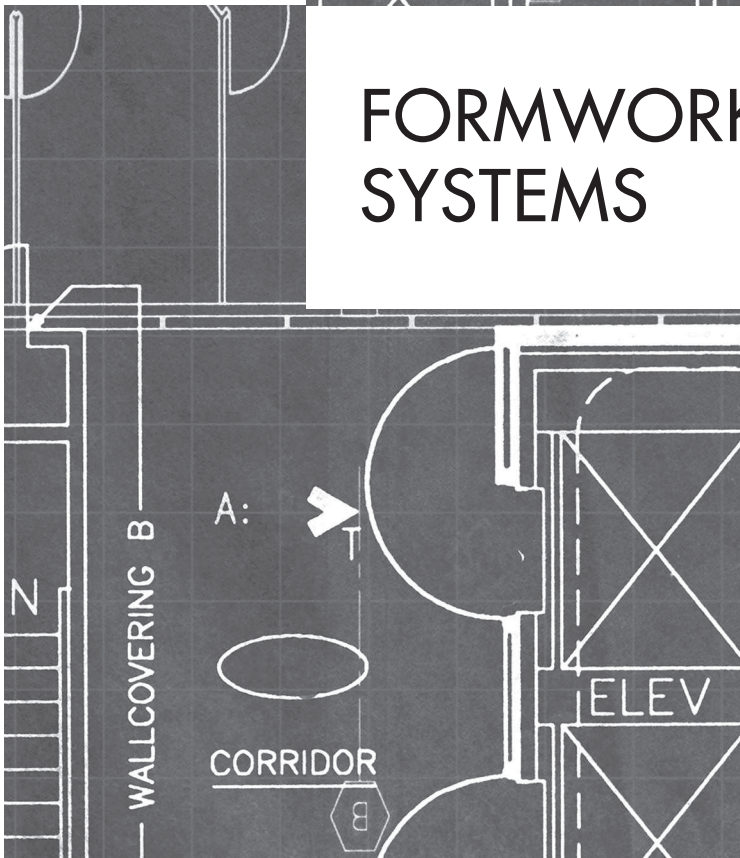 FORMWORK
SYSTEMS
A:
T
WALLCOVERING B
N
ELEV
CORRIDOR
B